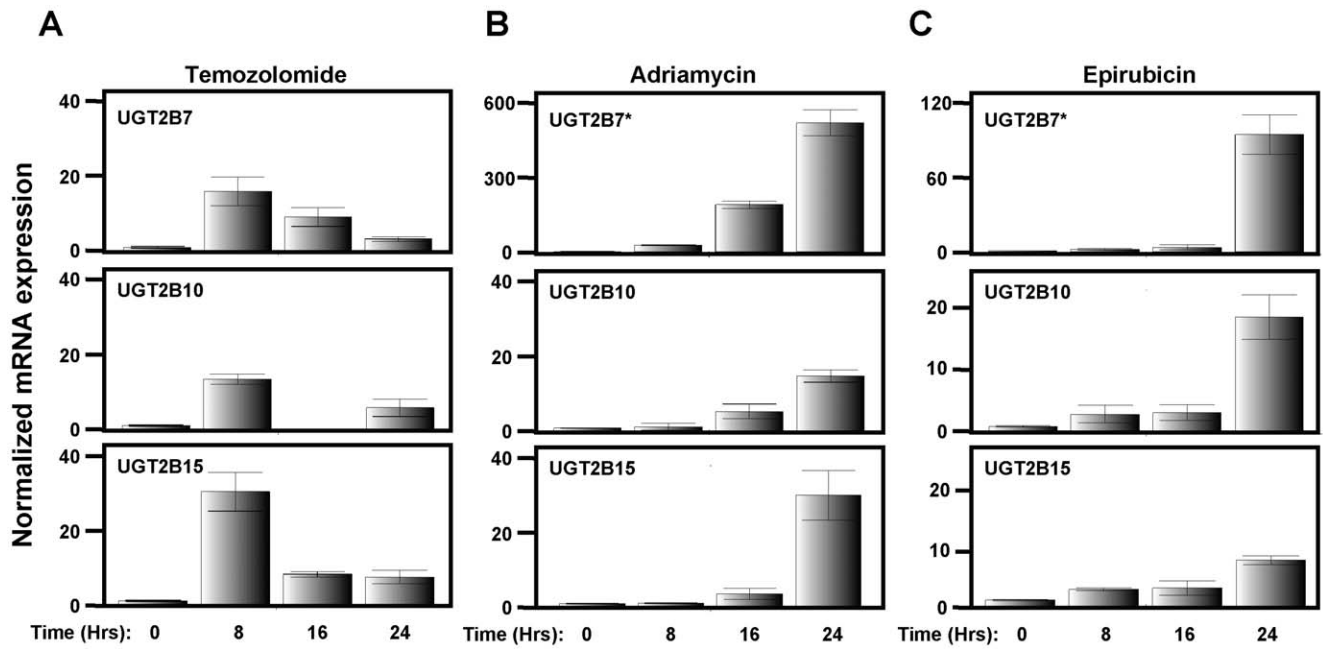 A
B
C
Temozolomide
Adriamycin
Epirubicin
Normalized mRNA expression
40
20
0
UGT2B7
600
300
0
UGT2B7*
120
60
0
UGT2B7*
40
20
0
UGT2B10
40
20
0
UGT2B10
20
10
0
UGT2B10
40
20
0
UGT2B15
40
20
0
UGT2B15
20
10
0
UGT2B15
Time (Hrs): 0 8 16 24
Time (Hrs): 0 8 16 24
Time (Hrs): 0 8 16 24